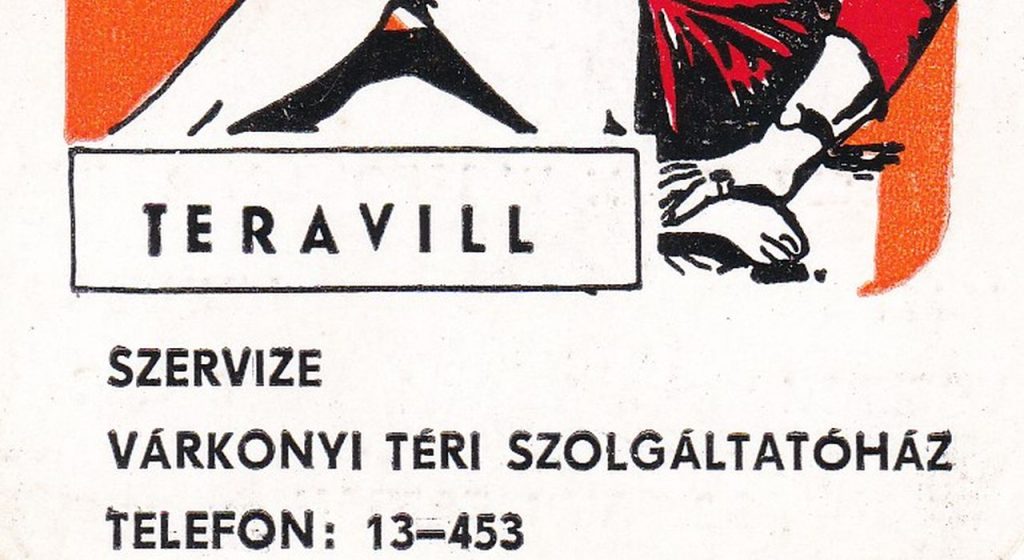 TERAVILL
SZERVIZE
VÁRKONYI TÉRI SZOLGÁLTATÓHÁZ
TELEFON: 13-453